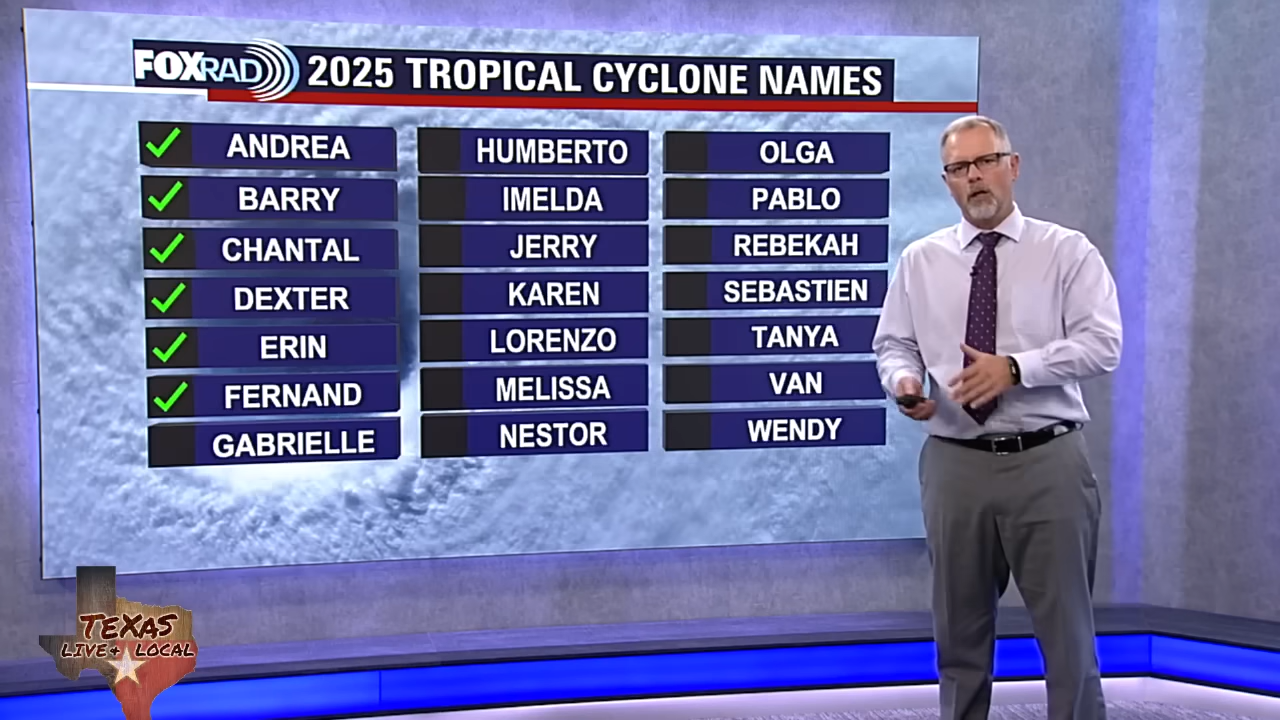 FOXRAD 2025 TROPICAL CYCLONE NAMES
ANDREA
BARRY
CHANTAL
DEXTER
ERIN
FERNAND
GABRIELLE
HUMBERTO
IMELDA
JERRY
KAREN
LORENZO
MELISSA
NESTOR
OLGA
PABLO
REBEKAH
SEBASTIEN
TANYA
VAN
WENDY
TEXAS
LIVE & LOCAL